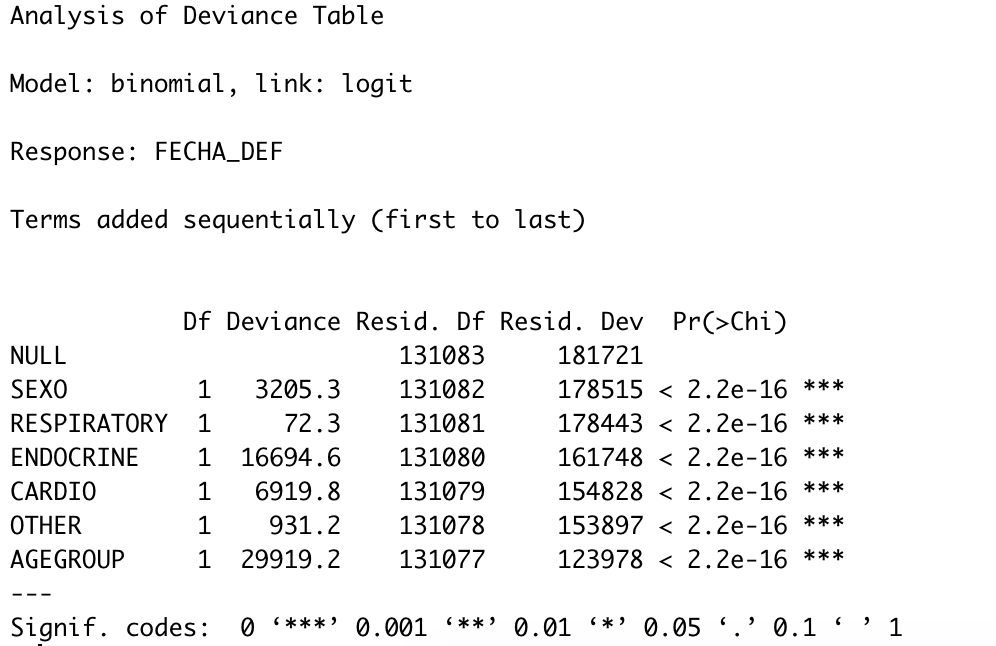 Analysis of Deviance Table
Model: binomial, link: logit
Response: FECHA_DEF
Terms added sequentially (first to last)
Df Deviance Resid. Df Resid. Dev Pr(>Chi)
NULL 131083 181721
SEXO 1 3205.3 131082 178515 < 2.2e-16 ***
RESPIRATORY 1 72.3 131081 178443 < 2.2e-16 ***
ENDOCRINE 1 16694.6 131080 161748 < 2.2e-16 ***
CARDIO 1 6919.8 131079 154828 < 2.2e-16 ***
OTHER 1 931.2 131078 153897 < 2.2e-16 ***
AGEGROUP 1 29919.2 131077 123978 < 2.2e-16 ***
---
Signif. codes: 0 ‘***’ 0.001 ‘**’ 0.01 ‘*’ 0.05 ‘.’ 0.1 ‘ ’ 1